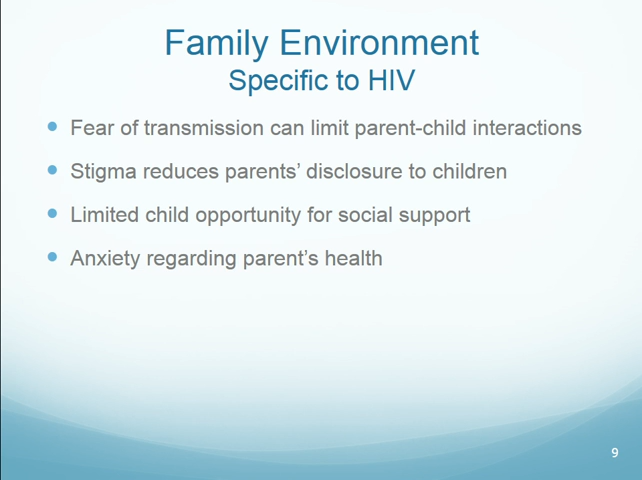 Family Environment
Specific to HIV
Fear of transmission can limit parent-child interactions
Stigma reduces parents’ disclosure to children
Limited child opportunity for social support
Anxiety regarding parent’s health
9